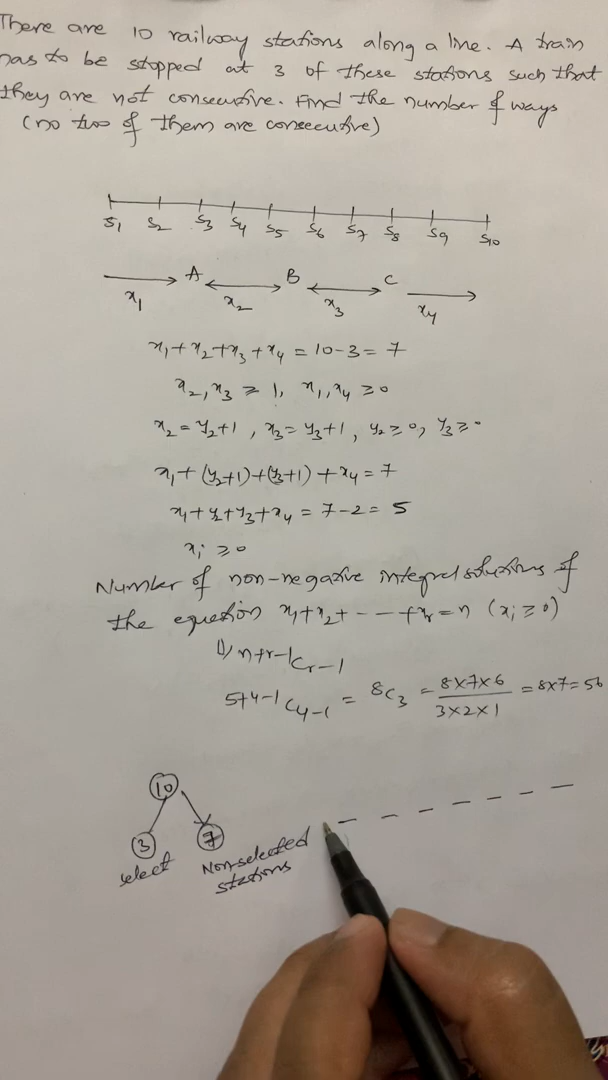 There are 10 railway stations along a line. A train
has to be stopped at 3 of these stations such that
they are not consecutive. Find the number of ways
(no two of them are consecutive)
S1 S2 S3 S4 S5 S6 S7 S8 S9 S10
A B C
x1 x2 x3 x4
x1 + x2 + x3 + x4 = 10-3 = 7
x2, x3 ≥ 1, x1, x4 ≥ 0
x2 = y2+1, x3 = y3+1, y2 ≥ 0, y3 ≥ 0
x1 + (y2+1) + (y3+1) + x4 = 7
x1 + y2 + y3 + x4 = 7-2 = 5
xi ≥ 0
Number of non-negative integral solutions of
the equation x1+x2+ --- +xr = n (xi ≥ 0)
n+r-1Cr-1
5+4-1C4-1 = 8C3 = 8×7×6/3×2×1 = 8×7 = 56
10
3 7
select Non-selected
stations